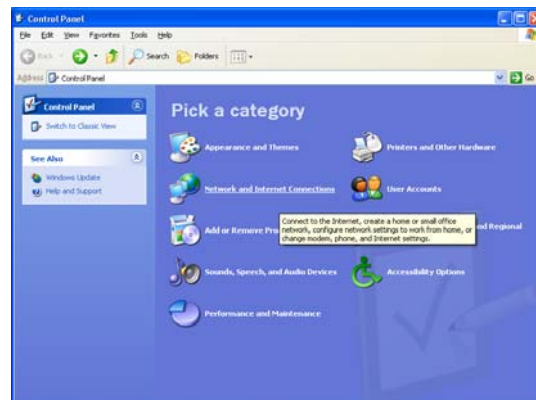 Control Panel
File Edit View Favorites Tools Help
Back Search Folders
Address Control Panel Go
Control Panel
Switch to Classic View
See Also
Windows Update
Help and Support
Pick a category
Appearance and Themes
Printers and Other Hardware
Network and Internet Connections
User Accounts
Add or Remove Pro
and Regional
Connect to the Internet, create a home or small office
network, configure network settings to work from home, or
change modem, phone, and Internet settings.
Sounds, Speech, and Audio Devices
Accessibility Options
Performance and Maintenance